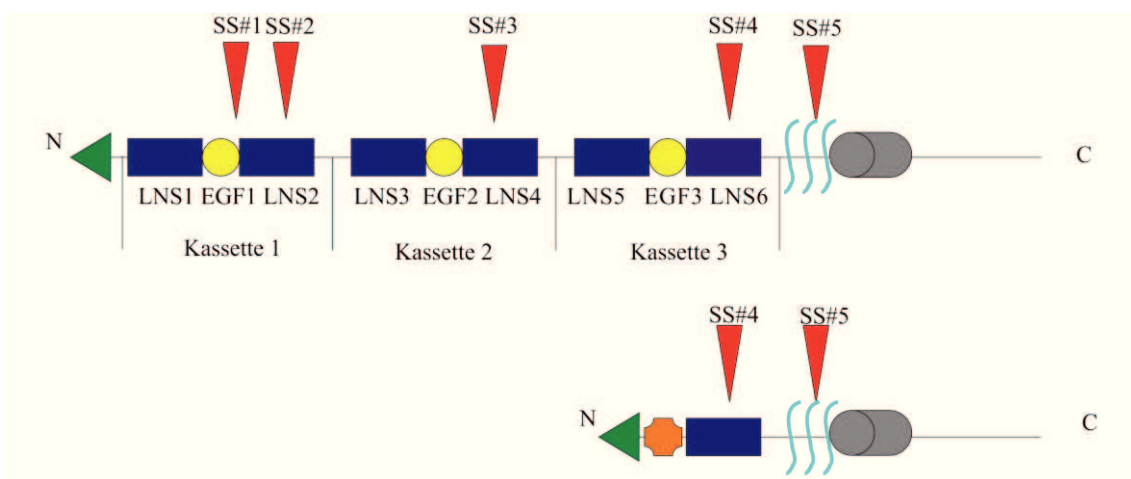 SS#1 SS#2 SS#3 SS#4 SS#5
N C
LNS1 EGF1 LNS2 LNS3 EGF2 LNS4 LNS5 EGF3 LNS6
Kassette 1 Kassette 2 Kassette 3
SS#4 SS#5
N C